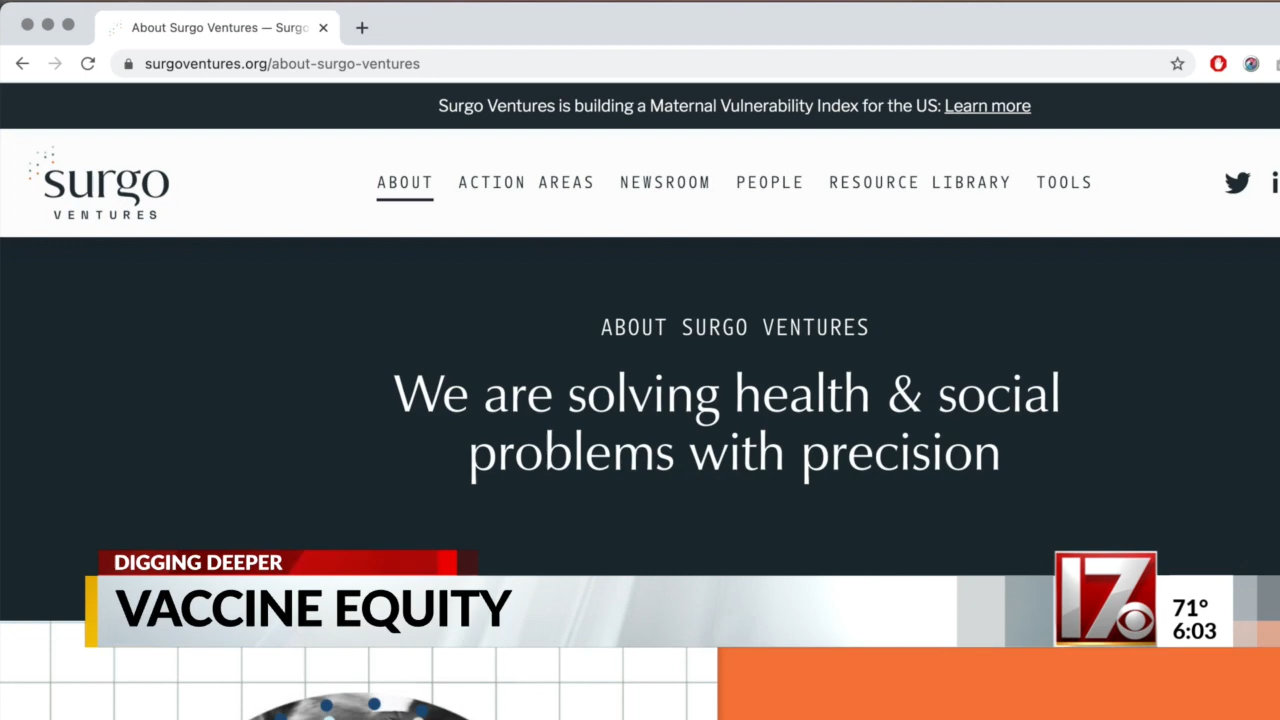 About Surgo Ventures — Surgo
surgoventures.org/about-surgo-ventures
Surgo Ventures is building a Maternal Vulnerability Index for the US: Learn more
surgo
VENTURES
ABOUT ACTION AREAS NEWSROOM PEOPLE RESOURCE LIBRARY TOOLS
ABOUT SURGO VENTURES
We are solving health & social
problems with precision
DIGGING DEEPER
VACCINE EQUITY
17
71°
6:03